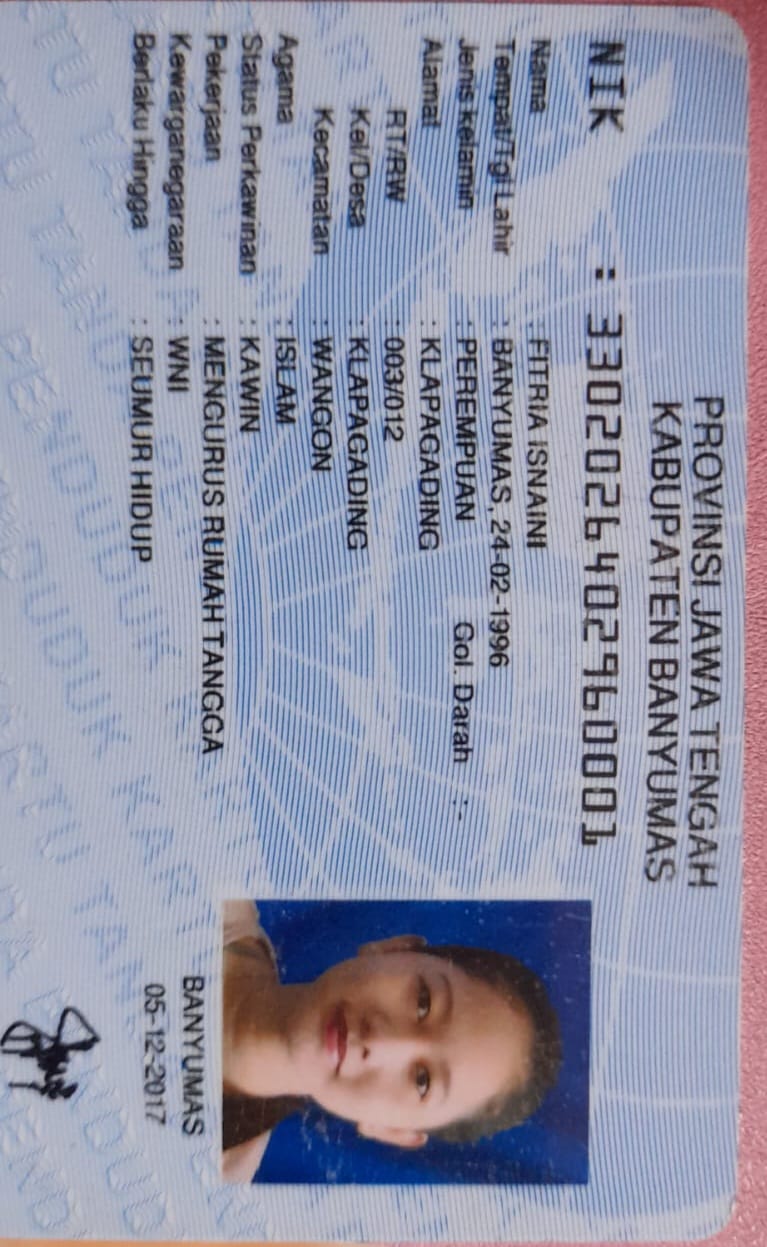 PROVINSI JAWA TENGAH
KABUPATEN BANYUMAS
NIK : 3302026402960001
Nama : FITRIA ISNAINI
Tempat/Tgl Lahir : BANYUMAS, 24-02-1996
Jenis kelamin : PEREMPUAN Gol. Darah : -
Alamat : KLAPAGADING
RT/RW : 003/012
Kel/Desa : KLAPAGADING
Kecamatan : WANGON
Agama : ISLAM
Status Perkawinan : KAWIN
Pekerjaan : MENGURUS RUMAH TANGGA
Kewarganegaraan : WNI
Berlaku Hingga : SEUMUR HIDUP
BANYUMAS
05-12-2017